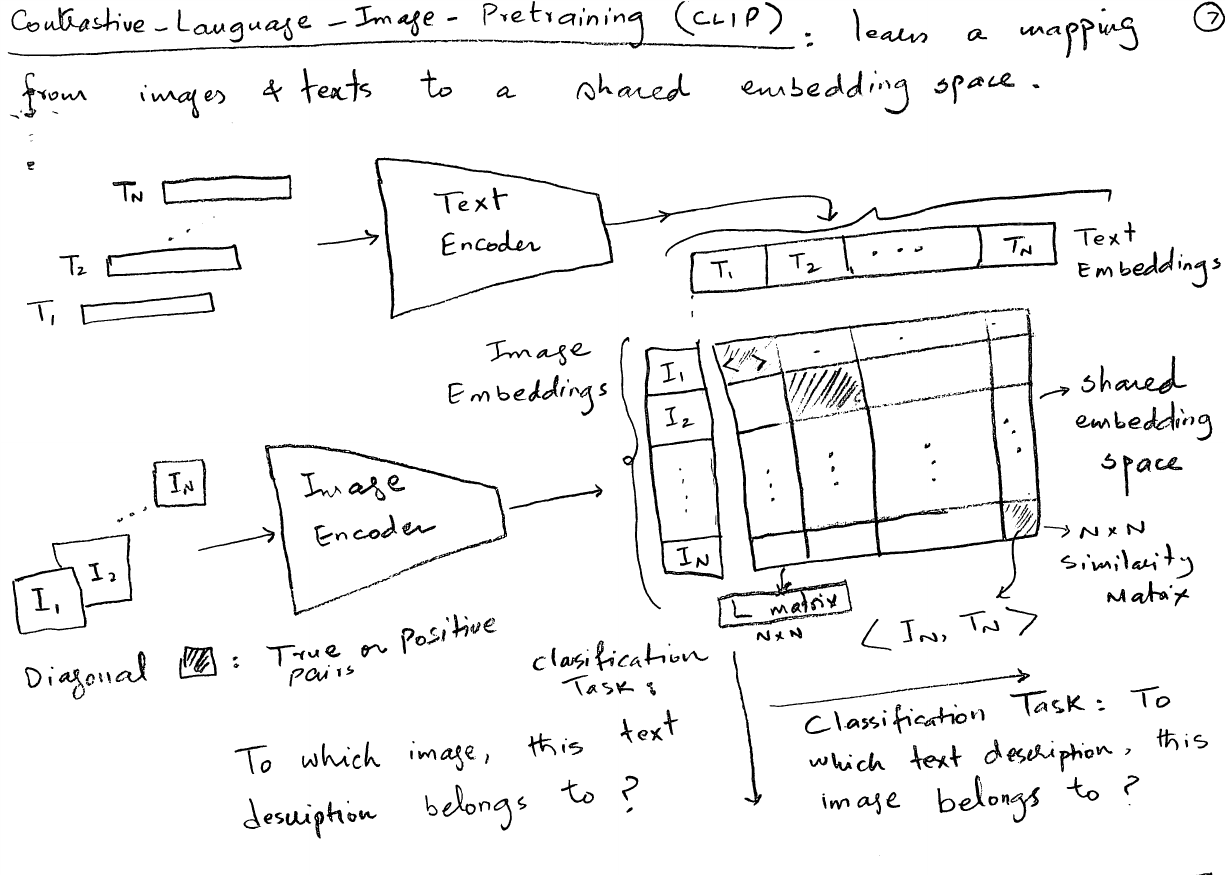 Contrastive-Language-Image-Pretraining (CLIP) : learn a mapping
7
from images & texts to a shared embedding space.
TN
T2
T1
Text
Encoder
T1 T2 ... TN
Text
Embeddings
Image
Embeddings
I1
I2
IN
< >
shared
embedding
space
NxN
Similarity
Matrix
I1
I2
IN
Image
Encoder
L matrix
NxN
< IN, TN >
Diagonal : True or Positive
pairs
Clasification
Task :
To which image, this text
description belongs to ?
Classification Task : To
which text description, this
image belongs to ?